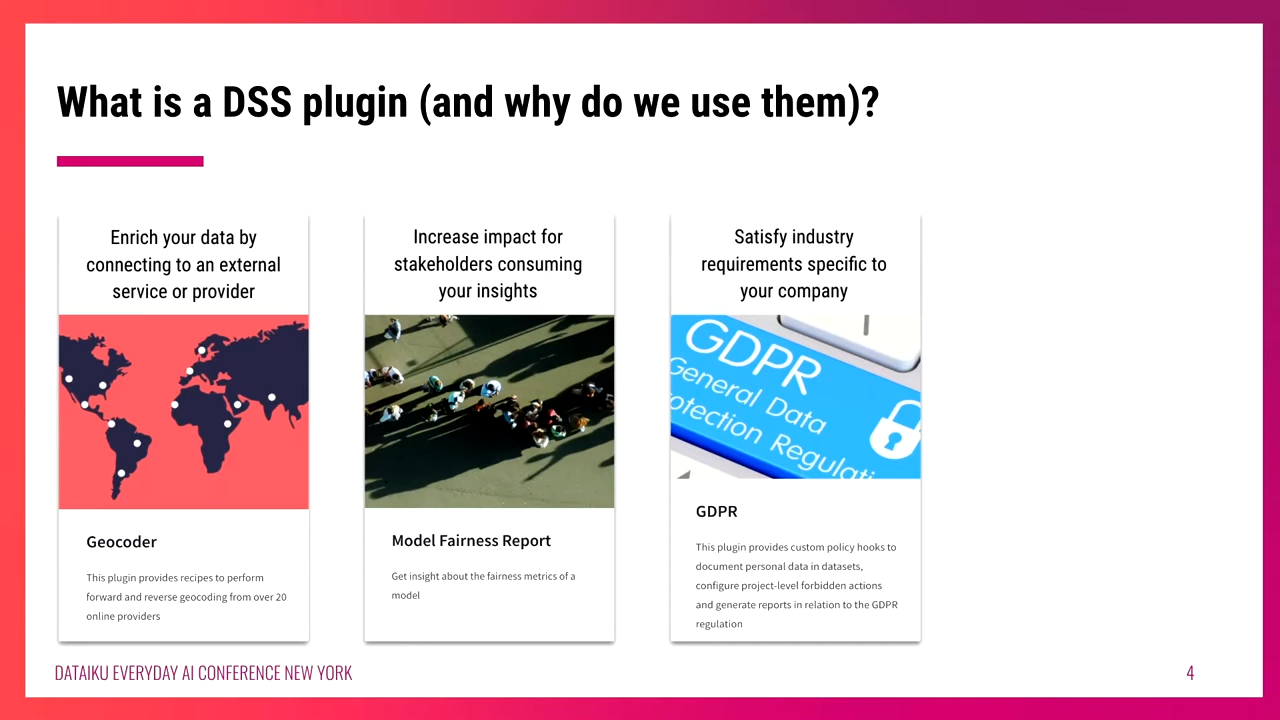 What is a DSS plugin (and why do we use them)?
Enrich your data by
connecting to an external
service or provider
Geocoder
This plugin provides recipes to perform
forward and reverse geocoding from over 20
online providers
Increase impact for
stakeholders consuming
your insights
Model Fairness Report
Get insight about the fairness metrics of a
model
Satisfy industry
requirements specific to
your company
GDPR
General Data
otection Regulati
GDPR
This plugin provides custom policy hooks to
document personal data in datasets,
configure project-level forbidden actions
and generate reports in relation to the GDPR
regulation
DATAIKU EVERYDAY AI CONFERENCE NEW YORK
4